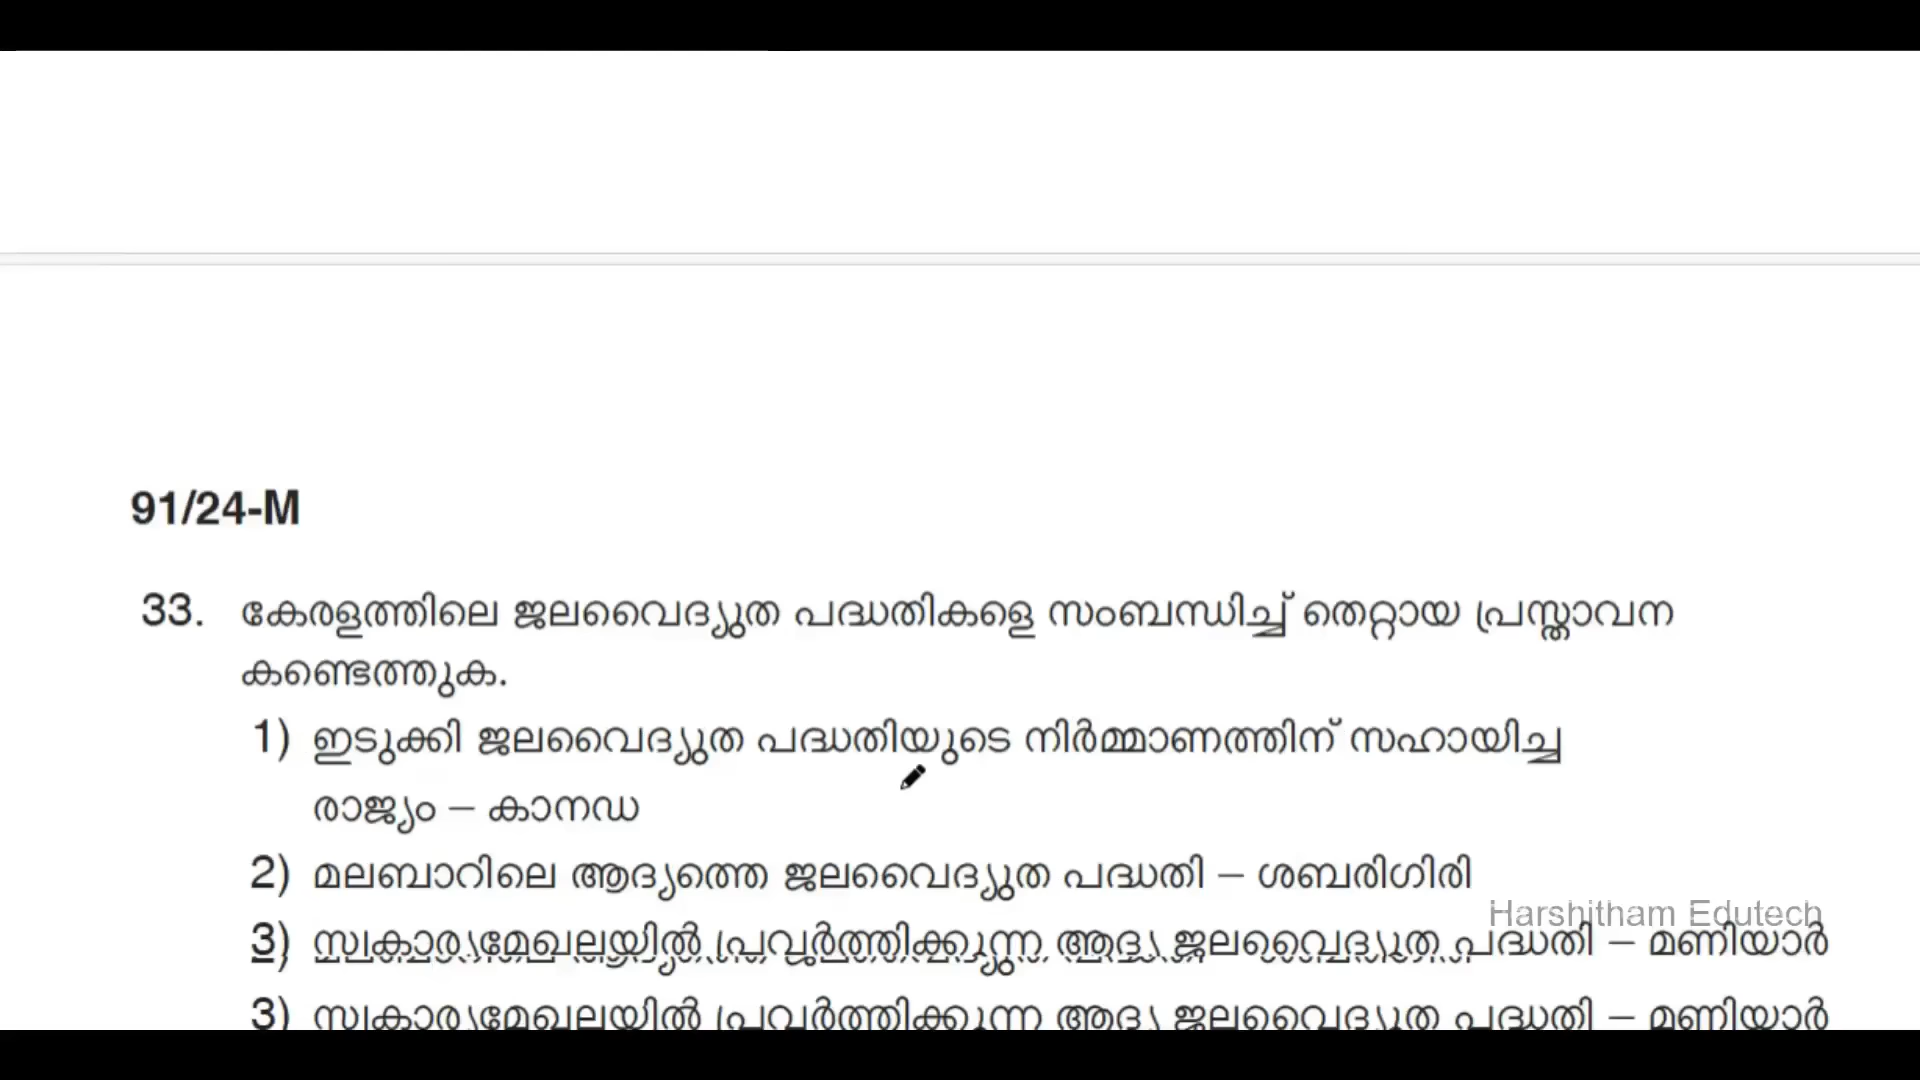 91/24-M
33. കേരളത്തിലെ ജലവൈദ്യുത പദ്ധതികളെ സംബന്ധിച്ച് തെറ്റായ പ്രസ്താവന
കണ്ടെത്തുക.
1) ഇടുക്കി ജലവൈദ്യുത പദ്ധതിയുടെ നിർമ്മാണത്തിന് സഹായിച്ച
രാജ്യം – കാനഡ
2) മലബാറിലെ ആദ്യത്തെ ജലവൈദ്യുത പദ്ധതി – ശബരിഗിരി
Harshitham Edutech
3) സ്വകാര്യമേഖലയിൽ പ്രവർത്തിക്കുന്ന ആദ്യ ജലവൈദ്യുത പദ്ധതി – മണിയാർ
3) സ്വകാര്യമേഖലയിൽ പ്രവർത്തിക്കുന്ന ആദ്യ ജലവൈദ്യുത പദ്ധതി – മണിയാർ